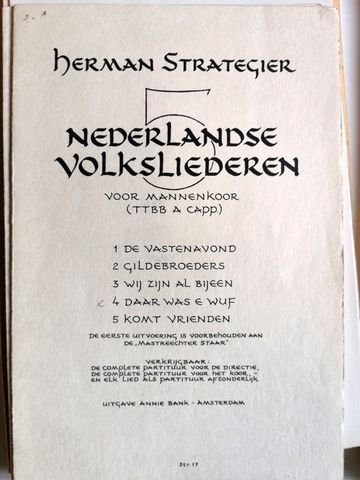 2-A
HERMAN STRATEGIER
5
NEDERLANDSE
VOLKSLIEDEREN
VOOR MANNENKOOR
(TTBB A CAPP.)
1 DE VASTENAVOND
2 GILDEBROEDERS
3 WIJ ZIJN AL BIJEEN
x 4 DAAR WAS E WUF
5 KOMT VRIENDEN
DE EERSTE UITVOERING IS VOORBEHOUDEN AAN
DE „MASTREECHTER STAAR"
VERKRIJGBAAR:
DE COMPLETE PARTITUUR VOOR DE DIRECTIE,
DE COMPLETE PARTITUUR VOOR HET KOOR, -
EN ELK LIED ALS PARTITUUR AFZONDERLIJK
UITGAVE ANNIE BANK - AMSTERDAM
Str. 17